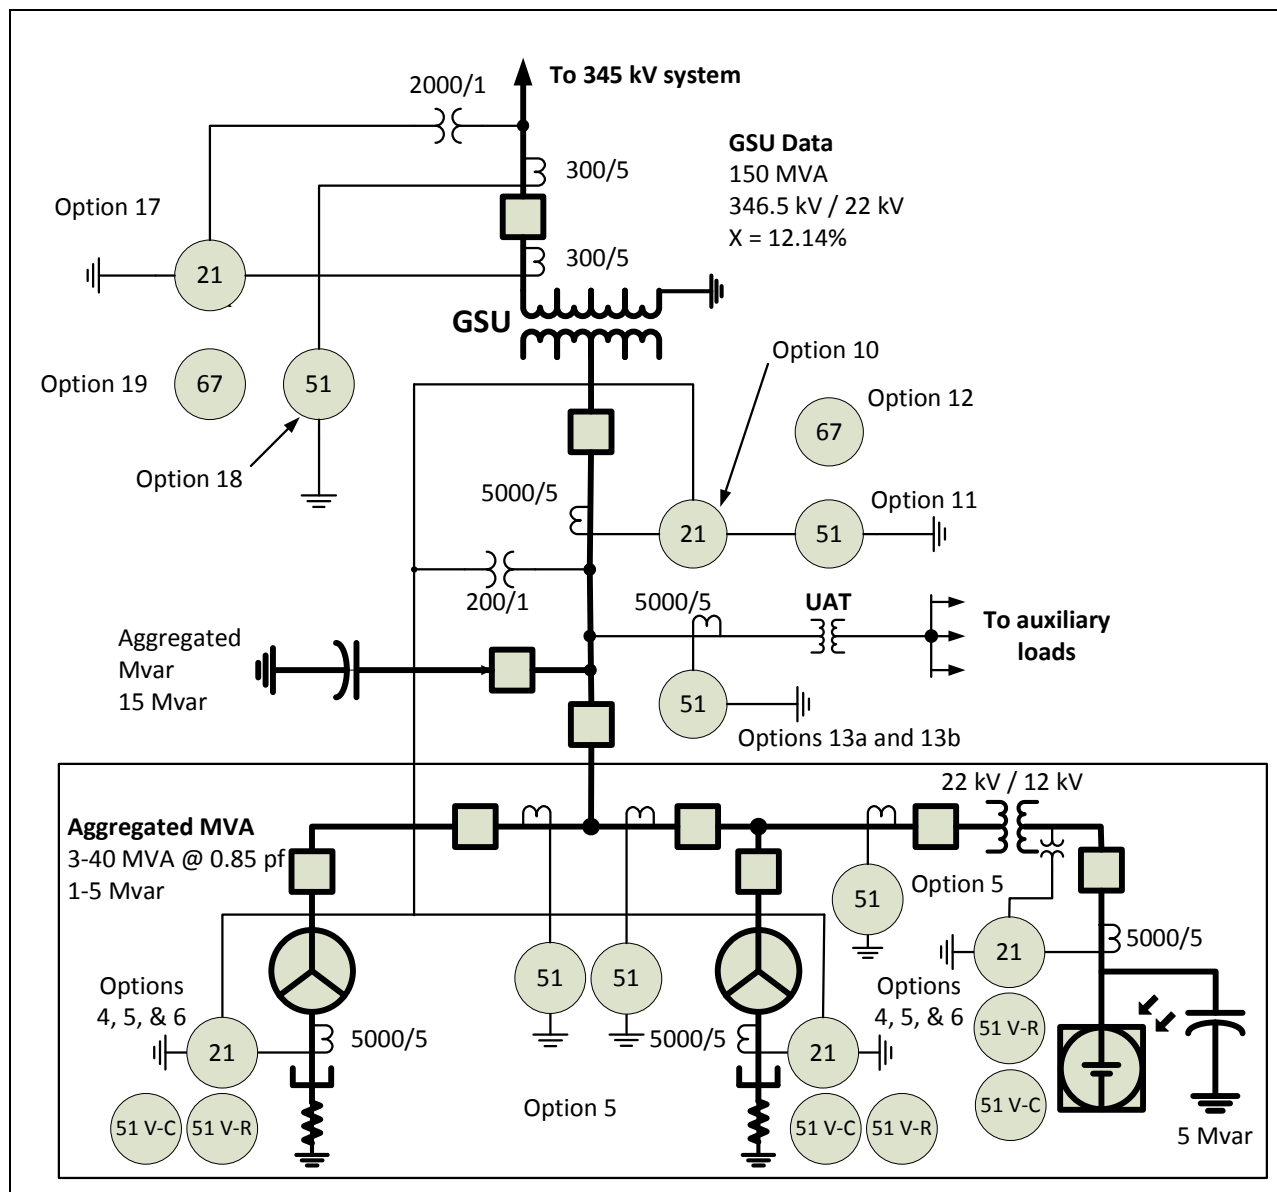 To 345 kV system
2000/1
GSU Data
150 MVA
346.5 kV / 22 kV
X = 12.14%
300/5
Option 17
300/5
21
GSU
Option 10
Option 19
67
51
Option 12
67
Option 18
5000/5
Option 11
21
51
200/1
5000/5
UAT
To auxiliary
loads
Aggregated
Mvar
15 Mvar
51
Options 13a and 13b
22 kV / 12 kV
Aggregated MVA
3-40 MVA @ 0.85 pf
1-5 Mvar
51
Option 5
21
5000/5
51
51
Options
4, 5, & 6
Options
4, 5, & 6
51 V-R
21
5000/5
5000/5
21
51 V-C
51 V-C
51 V-R
Option 5
51 V-C
51 V-R
5 Mvar